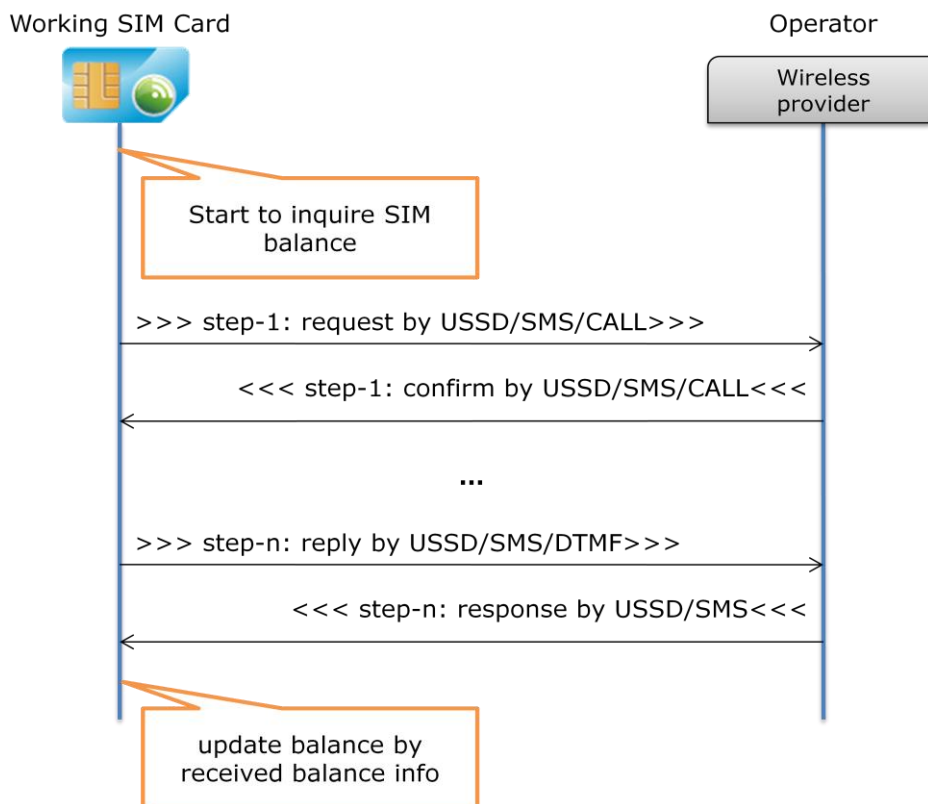 Working SIM Card
Operator
Wireless
provider
Start to inquire SIM
balance
>>> step-1: request by USSD/SMS/CALL>>>
<<< step-1: confirm by USSD/SMS/CALL<<<
...
>>> step-n: reply by USSD/SMS/DTMF>>>
<<< step-n: response by USSD/SMS<<<
update balance by
received balance info